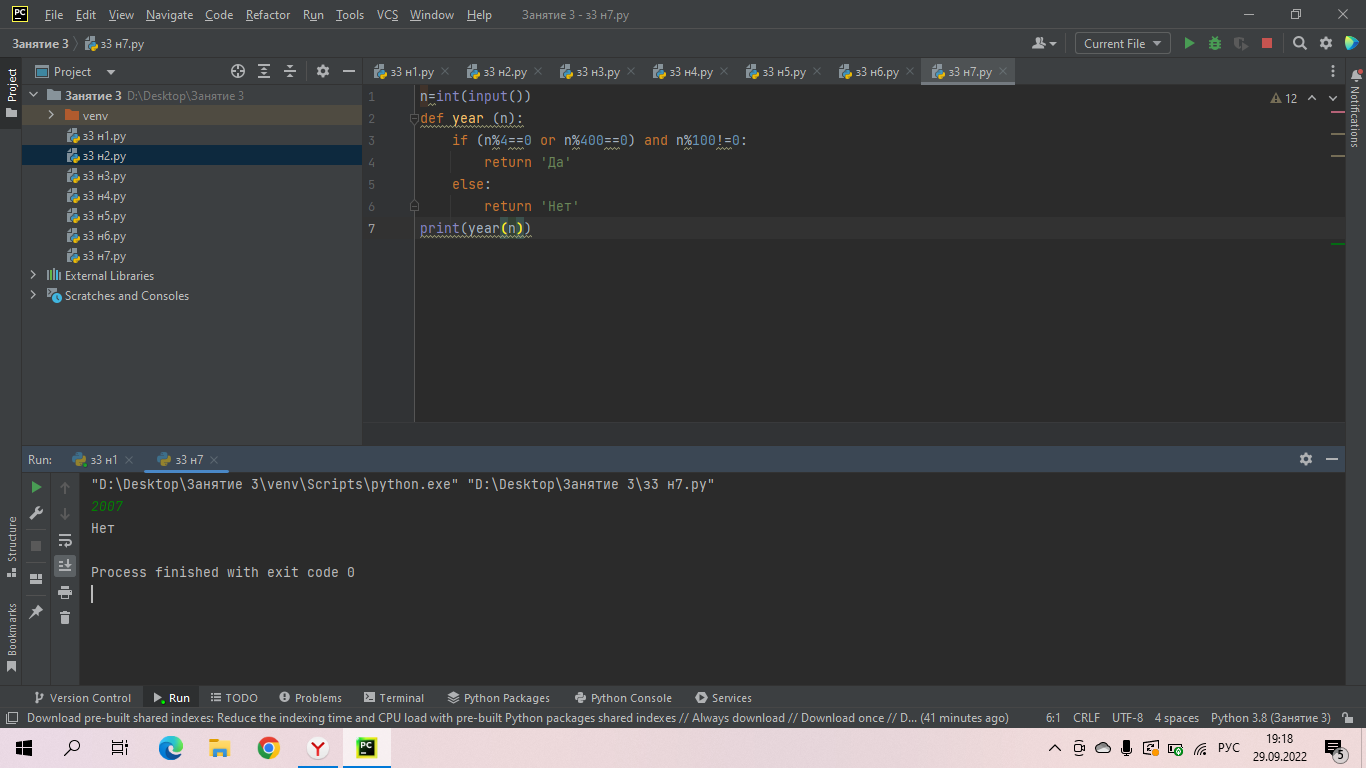 PC File Edit View Navigate Code Refactor Run Tools VCS Window Help Занятие 3 - з3 н7.py
Занятие 3 з3 н7.py Current File
Project
Project
з3 н1.py з3 н2.py з3 н3.py з3 н4.py з3 н5.py з3 н6.py з3 н7.py
Notifications
Занятие 3 D:\Desktop\Занятие 3
venv
з3 н1.py
з3 н2.py
з3 н3.py
з3 н4.py
з3 н5.py
з3 н6.py
з3 н7.py
External Libraries
Scratches and Consoles
12
1 n=int(input())
2 def year (n):
3 if (n%4==0 or n%400==0) and n%100!=0:
4 return 'Да'
5 else:
6 return 'Нет'
7 print(year(n))
Run: з3 н1 з3 н7
"D:\Desktop\Занятие 3\venv\Scripts\python.exe" "D:\Desktop\Занятие 3\з3 н7.py"
2007
Нет
Process finished with exit code 0
Structure
Bookmarks
Version Control Run TODO Problems Terminal Python Packages Python Console Services
Download pre-built shared indexes: Reduce the indexing time and CPU load with pre-built Python packages shared indexes // Always download // Download once // D... (41 minutes ago) 6:1 CRLF UTF-8 4 spaces Python 3.8 (Занятие 3)
PC РУС 19:18
29.09.2022 5